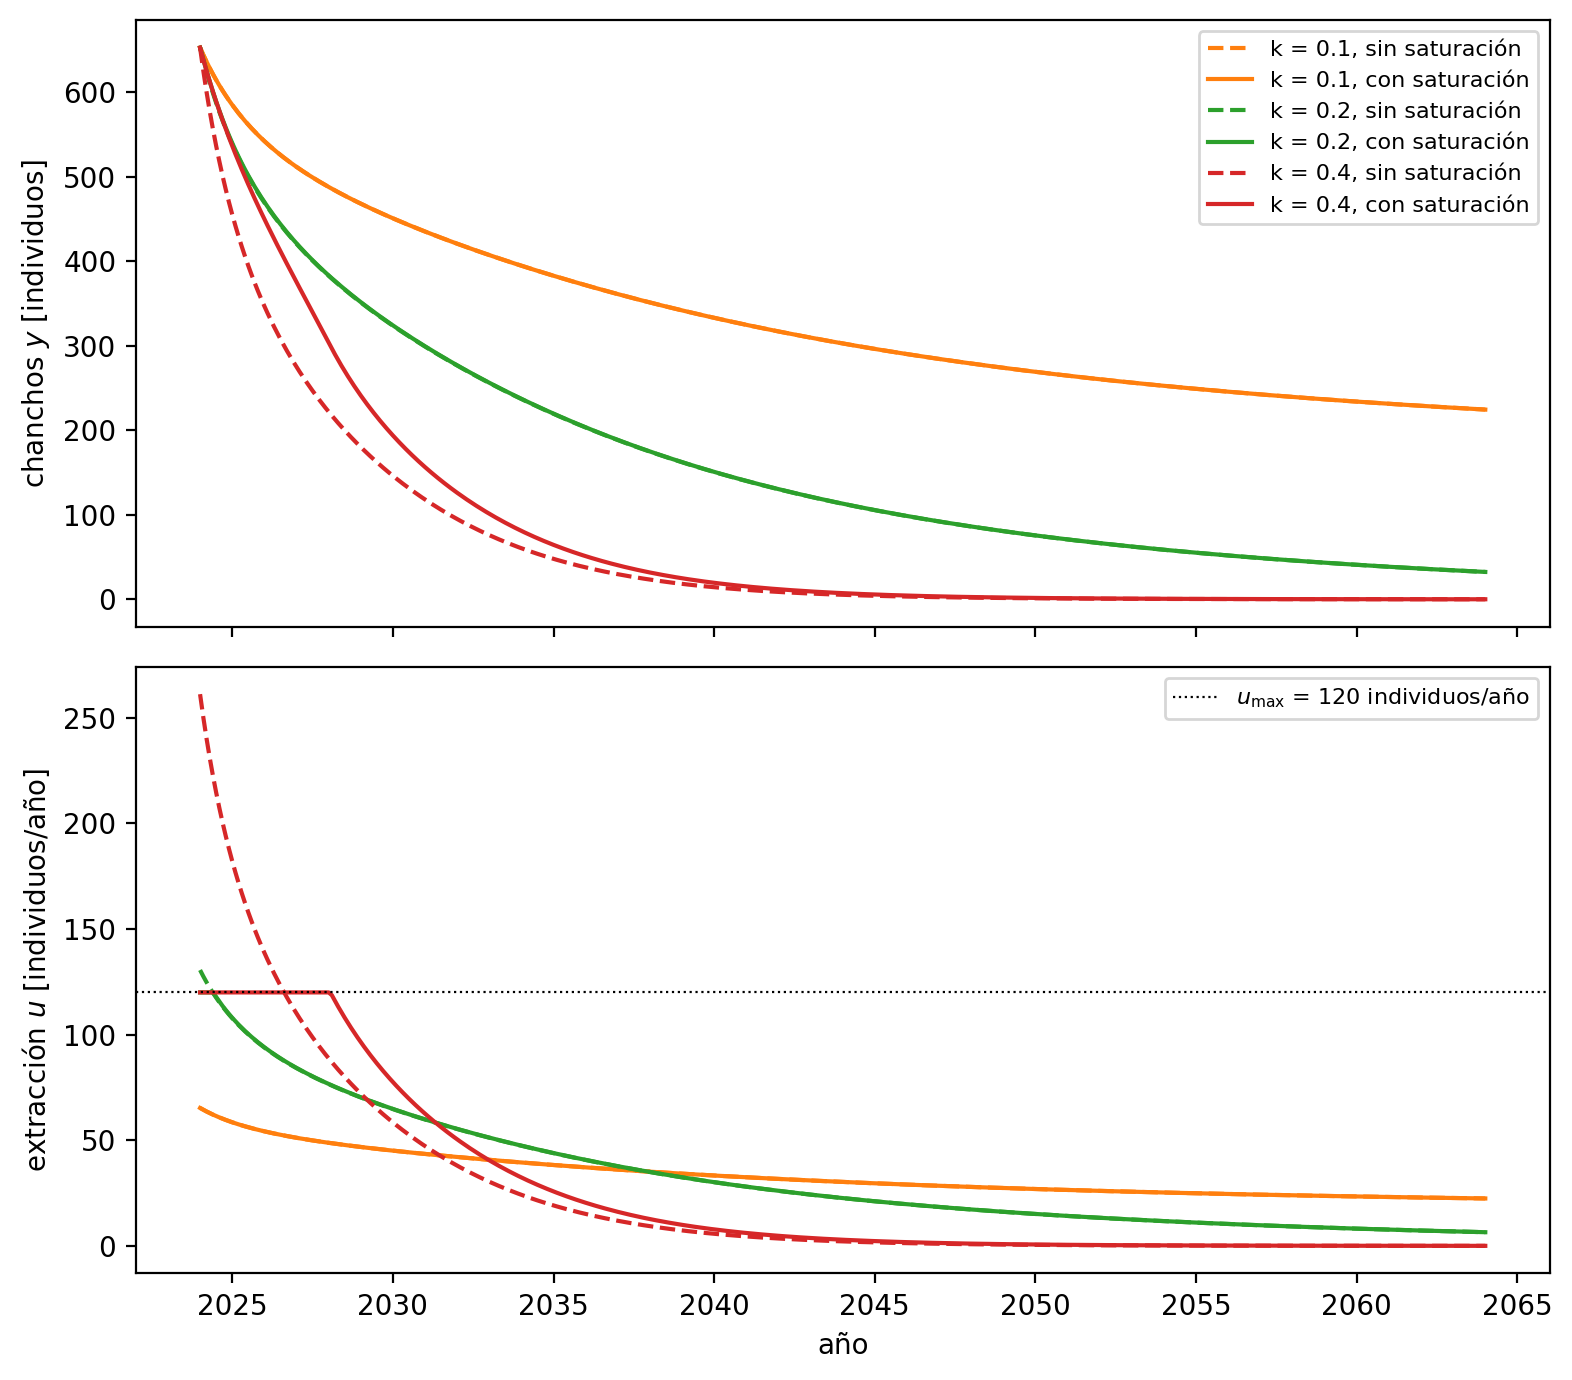 k = 0.1, sin saturación
k = 0.1, con saturación
k = 0.2, sin saturación
k = 0.2, con saturación
k = 0.4, sin saturación
k = 0.4, con saturación
600
500
400
300
200
100
0
chanchos y [individuos]
u_max = 120 individuos/año
250
200
150
100
50
0
extracción u [individuos/año]
2025 2030 2035 2040 2045 2050 2055 2060 2065
año